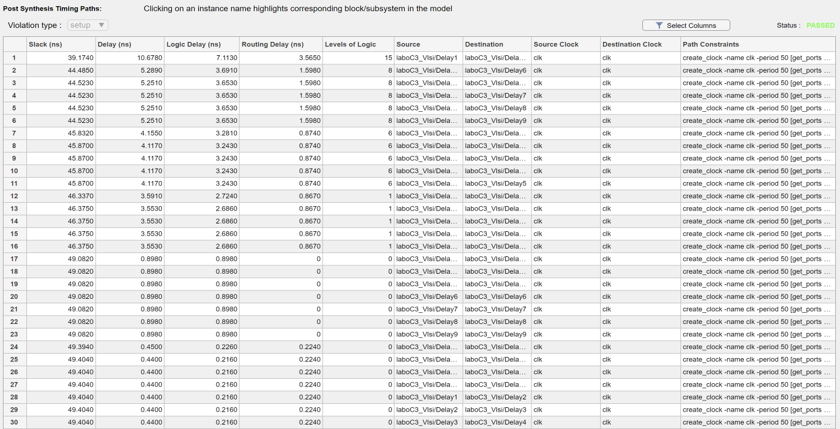 Post Synthesis Timing Paths: Clicking on an instance name highlights corresponding block/subsystem in the model
Violation type : setup Select Columns Status : PASSED
Slack (ns) Delay (ns) Logic Delay (ns) Routing Delay (ns) Levels of Logic Source Destination Source Clock Destination Clock Path Constraints
1 39.1740 10.6780 7.1130 3.5650 15 laboC3_Vlsi/Delay1 laboC3_Vlsi/Dela... clk clk create_clock -name clk -period 50 [get_ports ...
2 44.4850 5.2890 3.6910 1.5980 8 laboC3_Vlsi/Dela... laboC3_Vlsi/Delay6 clk clk create_clock -name clk -period 50 [get_ports ...
3 44.5230 5.2510 3.6530 1.5980 8 laboC3_Vlsi/Dela... laboC3_Vlsi/Dela... clk clk create_clock -name clk -period 50 [get_ports ...
4 44.5230 5.2510 3.6530 1.5980 8 laboC3_Vlsi/Dela... laboC3_Vlsi/Delay7 clk clk create_clock -name clk -period 50 [get_ports ...
5 44.5230 5.2510 3.6530 1.5980 8 laboC3_Vlsi/Dela... laboC3_Vlsi/Delay8 clk clk create_clock -name clk -period 50 [get_ports ...
6 44.5230 5.2510 3.6530 1.5980 8 laboC3_Vlsi/Dela... laboC3_Vlsi/Delay9 clk clk create_clock -name clk -period 50 [get_ports ...
7 45.8320 4.1550 3.2810 0.8740 6 laboC3_Vlsi/Dela... laboC3_Vlsi/Dela... clk clk create_clock -name clk -period 50 [get_ports ...
8 45.8700 4.1170 3.2430 0.8740 6 laboC3_Vlsi/Dela... laboC3_Vlsi/Dela... clk clk create_clock -name clk -period 50 [get_ports ...
9 45.8700 4.1170 3.2430 0.8740 6 laboC3_Vlsi/Dela... laboC3_Vlsi/Dela... clk clk create_clock -name clk -period 50 [get_ports ...
10 45.8700 4.1170 3.2430 0.8740 6 laboC3_Vlsi/Dela... laboC3_Vlsi/Dela... clk clk create_clock -name clk -period 50 [get_ports ...
11 45.8700 4.1170 3.2430 0.8740 6 laboC3_Vlsi/Dela... laboC3_Vlsi/Delay5 clk clk create_clock -name clk -period 50 [get_ports ...
12 46.3370 3.5910 2.7240 0.8670 1 laboC3_Vlsi/Dela... laboC3_Vlsi/Dela... clk clk create_clock -name clk -period 50 [get_ports ...
13 46.3750 3.5530 2.6860 0.8670 1 laboC3_Vlsi/Dela... laboC3_Vlsi/Dela... clk clk create_clock -name clk -period 50 [get_ports ...
14 46.3750 3.5530 2.6860 0.8670 1 laboC3_Vlsi/Dela... laboC3_Vlsi/Dela... clk clk create_clock -name clk -period 50 [get_ports ...
15 46.3750 3.5530 2.6860 0.8670 1 laboC3_Vlsi/Dela... laboC3_Vlsi/Dela... clk clk create_clock -name clk -period 50 [get_ports ...
16 46.3750 3.5530 2.6860 0.8670 1 laboC3_Vlsi/Dela... laboC3_Vlsi/Dela... clk clk create_clock -name clk -period 50 [get_ports ...
17 49.0820 0.8980 0.8980 0 0 laboC3_Vlsi/Dela... laboC3_Vlsi/Dela... clk clk create_clock -name clk -period 50 [get_ports ...
18 49.0820 0.8980 0.8980 0 0 laboC3_Vlsi/Dela... laboC3_Vlsi/Dela... clk clk create_clock -name clk -period 50 [get_ports ...
19 49.0820 0.8980 0.8980 0 0 laboC3_Vlsi/Dela... laboC3_Vlsi/Dela... clk clk create_clock -name clk -period 50 [get_ports ...
20 49.0820 0.8980 0.8980 0 0 laboC3_Vlsi/Delay6 laboC3_Vlsi/Delay6 clk clk create_clock -name clk -period 50 [get_ports ...
21 49.0820 0.8980 0.8980 0 0 laboC3_Vlsi/Delay7 laboC3_Vlsi/Delay7 clk clk create_clock -name clk -period 50 [get_ports ...
22 49.0820 0.8980 0.8980 0 0 laboC3_Vlsi/Delay8 laboC3_Vlsi/Delay8 clk clk create_clock -name clk -period 50 [get_ports ...
23 49.0820 0.8980 0.8980 0 0 laboC3_Vlsi/Delay9 laboC3_Vlsi/Delay9 clk clk create_clock -name clk -period 50 [get_ports ...
24 49.3940 0.4500 0.2260 0.2240 0 laboC3_Vlsi/Dela... laboC3_Vlsi/Dela... clk clk create_clock -name clk -period 50 [get_ports ...
25 49.4040 0.4400 0.2160 0.2240 0 laboC3_Vlsi/Dela... laboC3_Vlsi/Dela... clk clk create_clock -name clk -period 50 [get_ports ...
26 49.4040 0.4400 0.2160 0.2240 0 laboC3_Vlsi/Dela... laboC3_Vlsi/Dela... clk clk create_clock -name clk -period 50 [get_ports ...
27 49.4040 0.4400 0.2160 0.2240 0 laboC3_Vlsi/Dela... laboC3_Vlsi/Dela... clk clk create_clock -name clk -period 50 [get_ports ...
28 49.4040 0.4400 0.2160 0.2240 0 laboC3_Vlsi/Delay1 laboC3_Vlsi/Delay2 clk clk create_clock -name clk -period 50 [get_ports ...
29 49.4040 0.4400 0.2160 0.2240 0 laboC3_Vlsi/Delay2 laboC3_Vlsi/Delay3 clk clk create_clock -name clk -period 50 [get_ports ...
30 49.4040 0.4400 0.2160 0.2240 0 laboC3_Vlsi/Delay3 laboC3_Vlsi/Delay4 clk clk create_clock -name clk -period 50 [get_ports ...